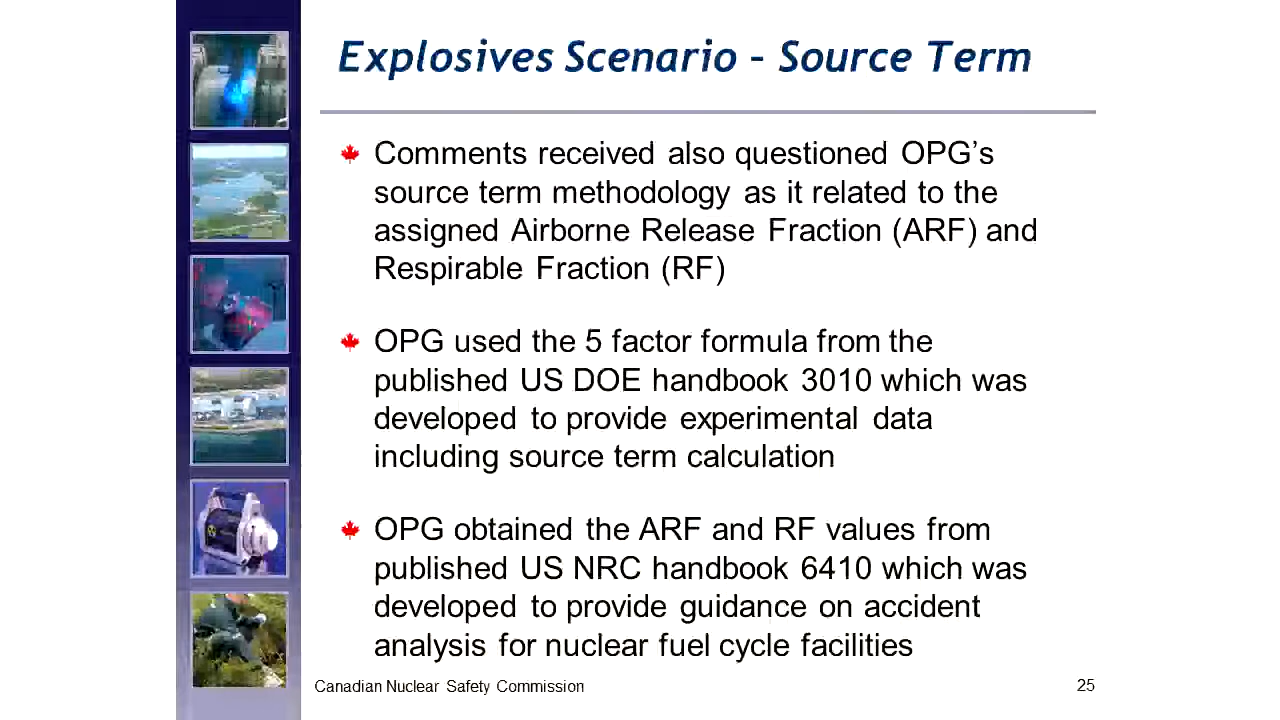 Explosives Scenario – Source Term
Comments received also questioned OPG’s
source term methodology as it related to the
assigned Airborne Release Fraction (ARF) and
Respirable Fraction (RF)
OPG used the 5 factor formula from the
published US DOE handbook 3010 which was
developed to provide experimental data
including source term calculation
OPG obtained the ARF and RF values from
published US NRC handbook 6410 which was
developed to provide guidance on accident
analysis for nuclear fuel cycle facilities
Canadian Nuclear Safety Commission
25